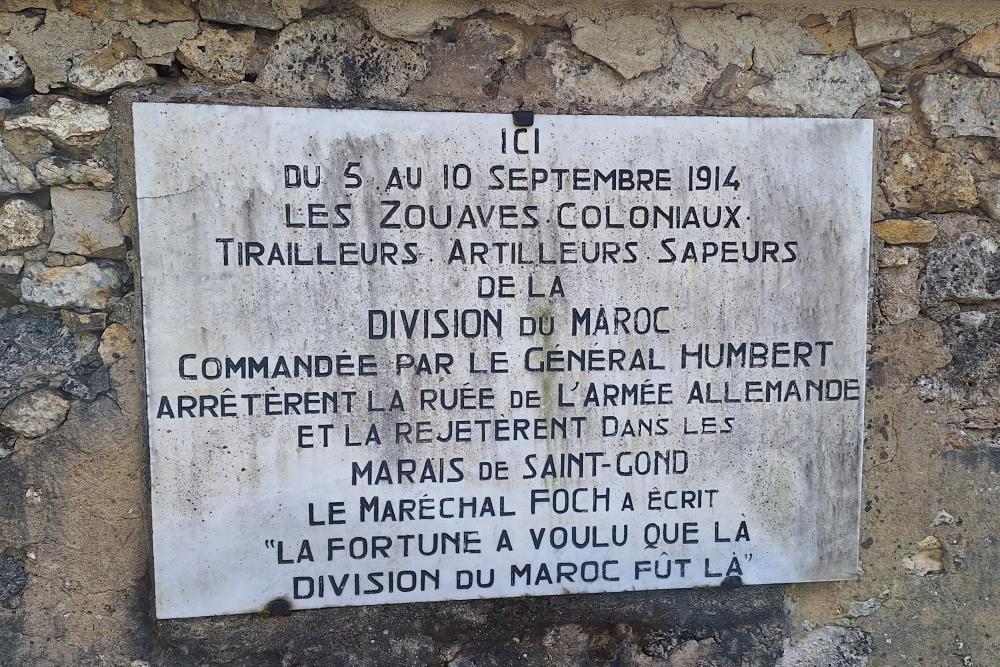 ICI
DU 5 AU 10 SEPTEMBRE 1914
LES ZOUAVES COLONIAUX
TIRAILLEURS ARTILLEURS SAPEURS
DE LA
DIVISION DU MAROC
COMMANDÉE PAR LE GÉNÉRAL HUMBERT
ARRÊTÈRENT LA RUÉE DE L'ARMÉE ALLEMANDE
ET LA REJETÈRENT DANS LES
MARAIS DE SAINT-GOND
LE MARÉCHAL FOCH A ÊCRIT
"LA FORTUNE A VOULU QUE LÀ
DIVISION DU MAROC FÛT LÀ"